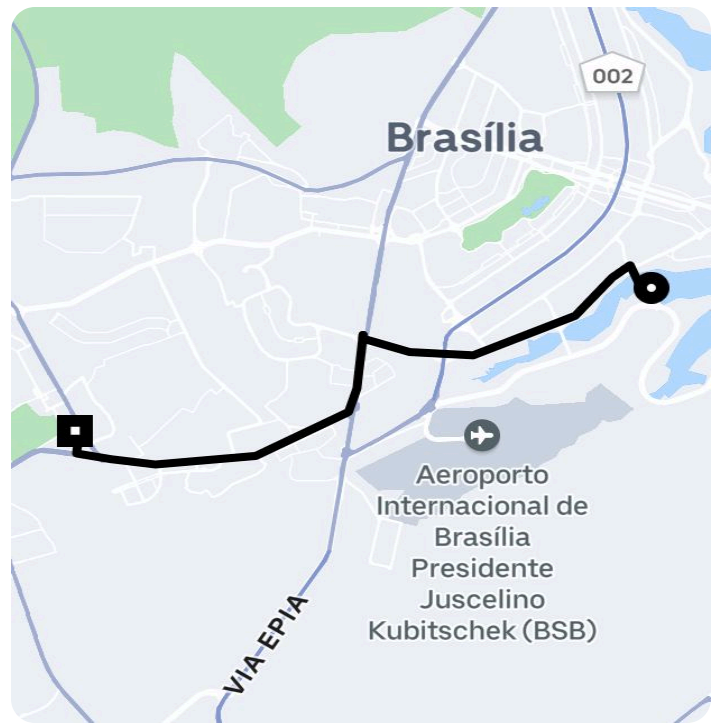 002
Brasília
Aeroporto
Internacional de
Brasília
Presidente
Juscelino
Kubitschek (BSB)
VIA EPIA